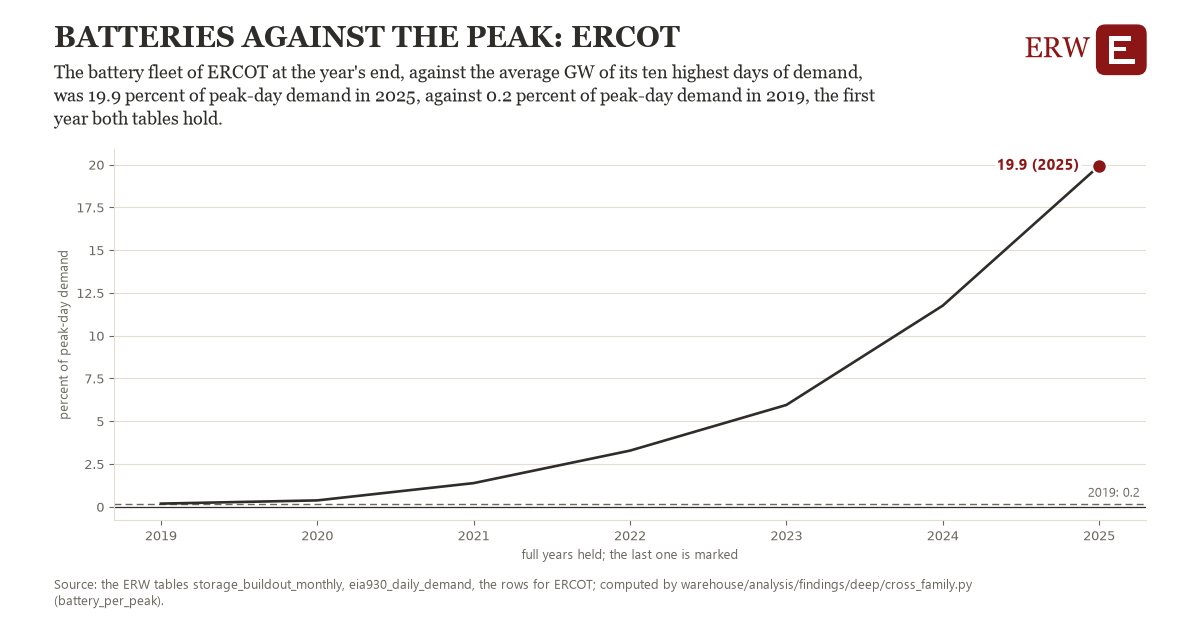 BATTERIES AGAINST THE PEAK: ERCOT
ERW E
The battery fleet of ERCOT at the year's end, against the average GW of its ten highest days of demand,
was 19.9 percent of peak-day demand in 2025, against 0.2 percent of peak-day demand in 2019, the first
year both tables hold.
percent of peak-day demand
20
17.5
15
12.5
10
7.5
5
2.5
0
19.9 (2025)
2019: 0.2
2019 2020 2021 2022 2023 2024 2025
full years held; the last one is marked
Source: the ERW tables storage_buildout_monthly, eia930_daily_demand, the rows for ERCOT; computed by warehouse/analysis/findings/deep/cross_family.py
(battery_per_peak).